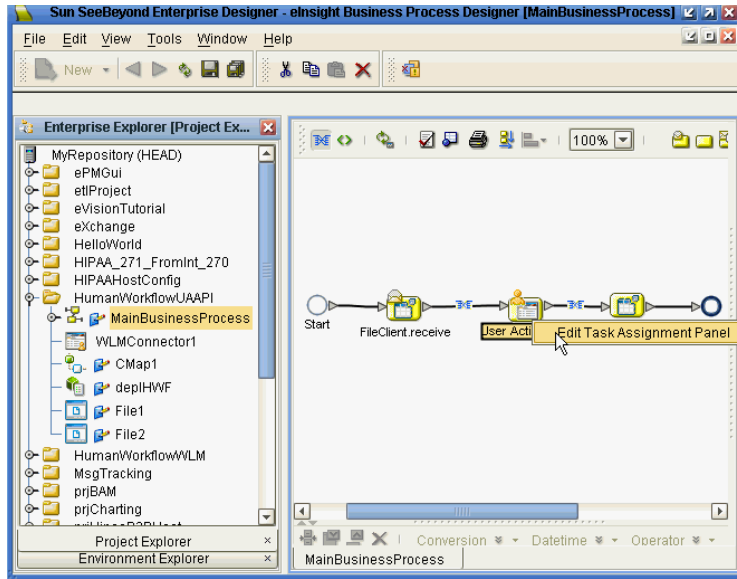 Sun SeeBeyond Enterprise Designer - eInsight Business Process Designer [MainBusinessProcess]
File Edit View Tools Window Help
New
Enterprise Explorer [Project Ex...
100%
MyRepository (HEAD)
ePMGui
etlProject
eVisionTutorial
eXchange
HelloWorld
HIPAA_271_FromInt_270
HIPAAHostConfig
HumanWorkflowUAAPI
MainBusinessProcess
WLMConnector1
CMap1
deplHWF
File1
File2
HumanWorkflowWLM
MsgTracking
prjBAM
prjCharting
Start
FileClient.receive
User Acti
Edit Task Assignment Panel
Conversion Datetime Operator
Project Explorer
Environment Explorer
MainBusinessProcess